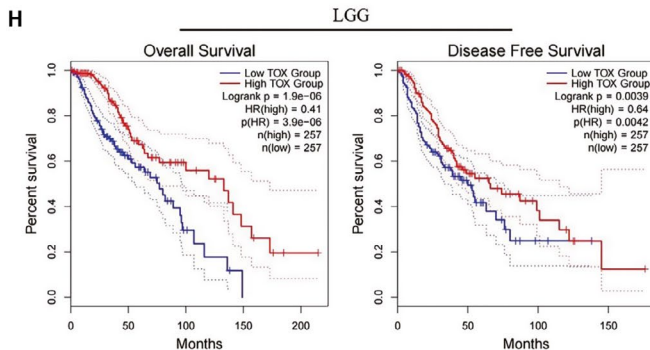 H
LGG
Overall Survival
Low TOX Group
High TOX Group
Logrank p = 1.9e-06
HR(high) = 0.41
p(HR) = 3.9e-06
n(high) = 257
n(low) = 257
Percent survival
1.0
0.8
0.6
0.4
0.2
0.0
0
50
100
150
200
Months
Disease Free Survival
Low TOX Group
High TOX Group
Logrank p = 0.0039
HR(high) = 0.64
p(HR) = 0.0042
n(high) = 257
n(low) = 257
Percent survival
1.0
0.8
0.6
0.4
0.2
0.0
0
50
100
150
Months